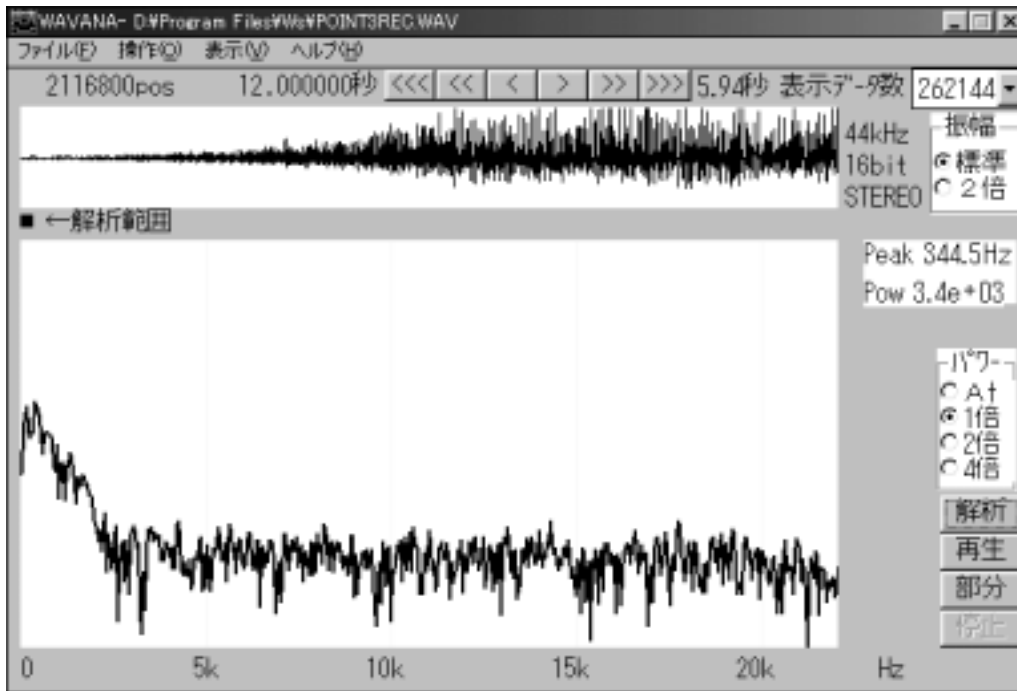 WAVANA- D:¥Program Files¥Ws¥POINT3REC.WAV
ファイル(F) 操作(O) 表示(V) ヘルプ(H)
2116800pos 12.000000秒 <<< << < > >> >>> 5.94秒 表示データ数 262144
44kHz
16bit
STEREO
振幅
標準
2倍
■ ←解析範囲
Peak 344.5Hz
Pow 3.4e+03
パワー
At
1倍
2倍
4倍
解析
再生
部分
停止
0 5k 10k 15k 20k Hz